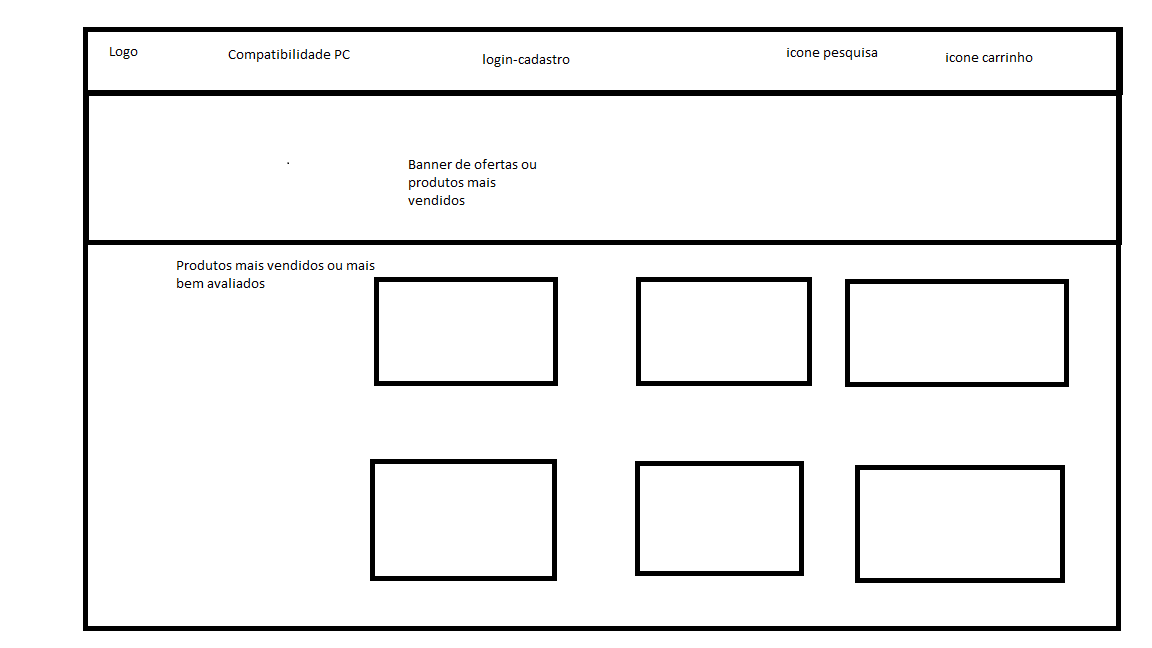 Logo
Compatibilidade PC
login-cadastro
icone pesquisa
icone carrinho
Banner de ofertas ou
produtos mais
vendidos
Produtos mais vendidos ou mais
bem avaliados